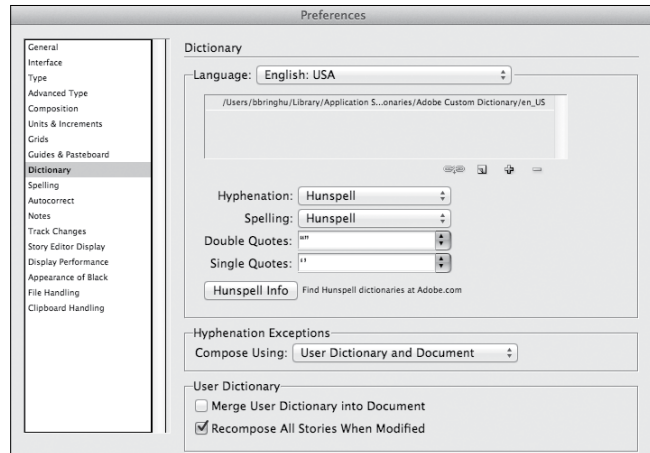 Preferences
General
Interface
Type
Advanced Type
Composition
Units & Increments
Grids
Guides & Pasteboard
Dictionary
Spelling
Autocorrect
Notes
Track Changes
Story Editor Display
Display Performance
Appearance of Black
File Handling
Clipboard Handling
Dictionary
Language: English: USA
/Users/bbringhu/Library/Application S...onaries/Adobe Custom Dictionary/en_US
Hyphenation: Hunspell
Spelling: Hunspell
Double Quotes: “”
Single Quotes: ‘’
Hunspell Info Find Hunspell dictionaries at Adobe.com
Hyphenation Exceptions
Compose Using: User Dictionary and Document
User Dictionary
Merge User Dictionary into Document
Recompose All Stories When Modified